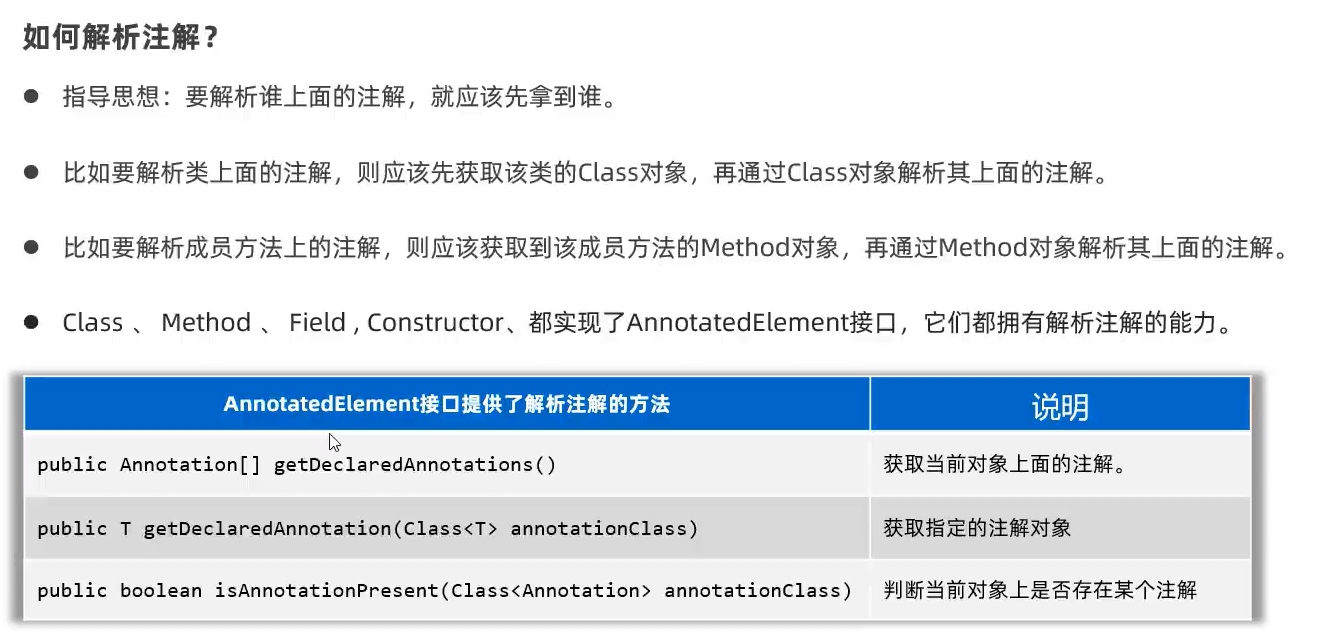 如何解析注解？
● 指导思想：要解析谁上面的注解，就应该先拿到谁。
● 比如要解析类上面的注解，则应该先获取该类的Class对象，再通过Class对象解析其上面的注解。
● 比如要解析成员方法上的注解，则应该获取到该成员方法的Method对象，再通过Method对象解析其上面的注解。
● Class 、 Method 、 Field , Constructor、都实现了AnnotatedElement接口，它们都拥有解析注解的能力。
AnnotatedElement接口提供了解析注解的方法 说明
public Annotation[] getDeclaredAnnotations() 获取当前对象上面的注解。
public T getDeclaredAnnotation(Class<T> annotationClass) 获取指定的注解对象
public boolean isAnnotationPresent(Class<Annotation> annotationClass) 判断当前对象上是否存在某个注解